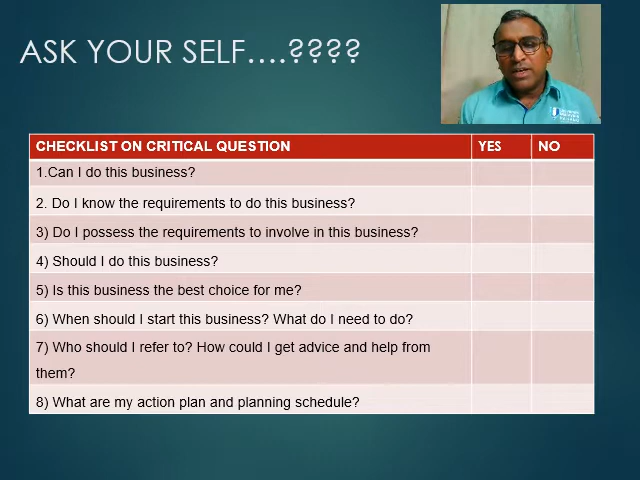 ASK YOUR SELF....????
CHECKLIST ON CRITICAL QUESTION YES NO
1.Can I do this business?
2. Do I know the requirements to do this business?
3) Do I possess the requirements to involve in this business?
4) Should I do this business?
5) Is this business the best choice for me?
6) When should I start this business? What do I need to do?
7) Who should I refer to? How could I get advice and help from
them?
8) What are my action plan and planning schedule?